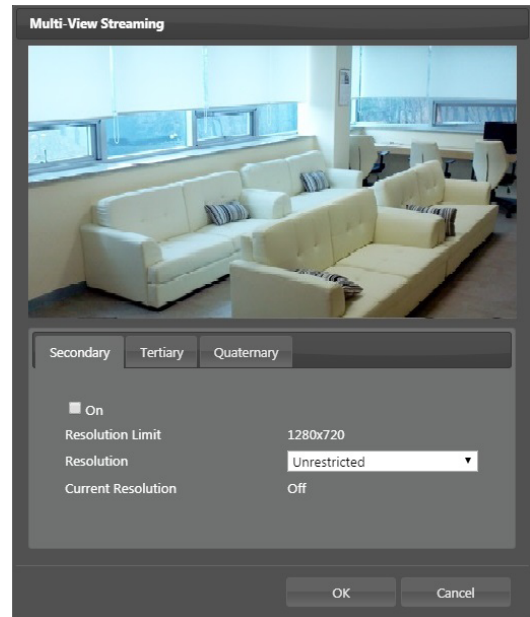 Multi-View Streaming
Secondary Tertiary Quaternary
On
Resolution Limit 1280x720
Resolution Unrestricted
Current Resolution Off
OK Cancel